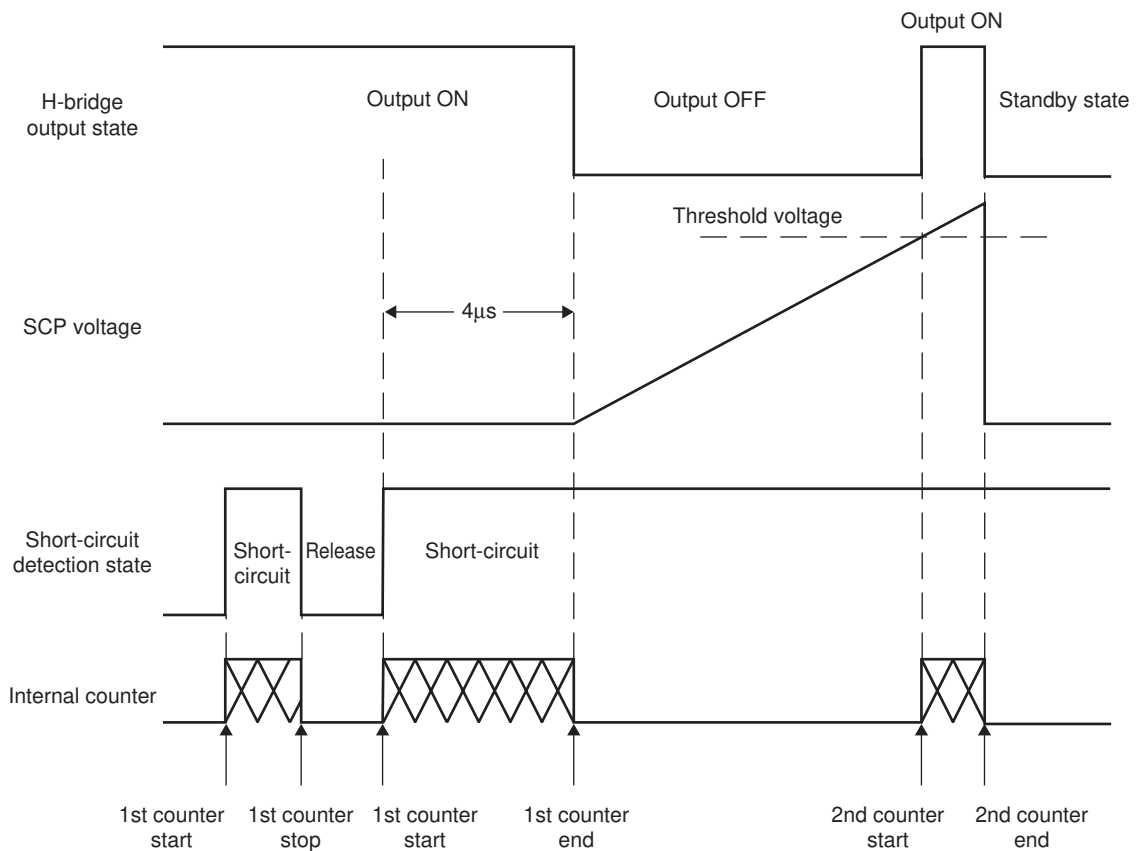 Output ON
H-bridge
output state
Output ON
Output OFF
Standby state
Threshold voltage
4μs
SCP voltage
Short-circuit
detection state
Short-
circuit
Release
Short-circuit
Internal counter
1st counter
start
1st counter
stop
1st counter
start
1st counter
end
2nd counter
start
2nd counter
end